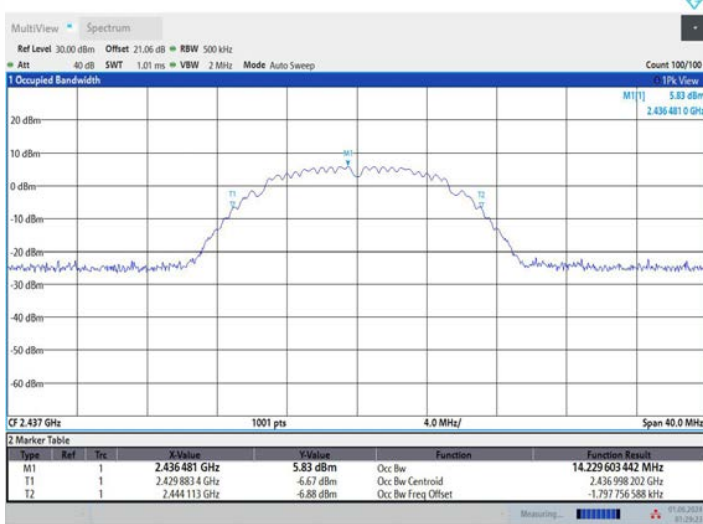 MultiView Spectrum
Ref Level 30.00 dBm Offset 21.06 dB RBW 500 kHz
Att 40 dB SWT 1.01 ms VBW 2 MHz Mode Auto Sweep Count 100/100
1 Occupied Bandwidth 1Pk View
M1[1] 5.83 dBm
2.436 481 0 GHz
20 dBm
10 dBm
M1
0 dBm
T1 T2
-10 dBm
-20 dBm
-30 dBm
-40 dBm
-50 dBm
-60 dBm
CF 2.437 GHz 1001 pts 4.0 MHz/ Span 40.0 MHz
2 Marker Table
Type Ref Trc X-Value Y-Value Function Function Result
M1 1 2.436 481 GHz 5.83 dBm Occ Bw 14.229 603 442 MHz
T1 1 2.429 883 4 GHz -6.67 dBm Occ Bw Centroid 2.436 998 202 GHz
T2 1 2.444 113 GHz -6.88 dBm Occ Bw Freq Offset -1.797 756 588 kHz
Measuring...